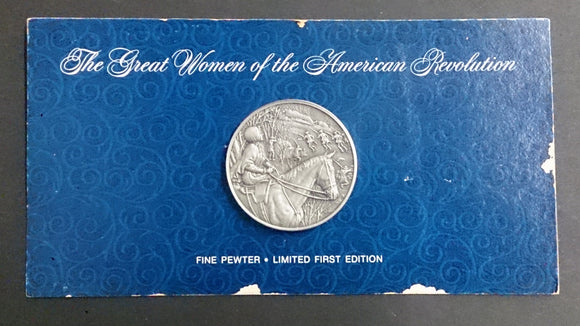 The Great Women of the American Revolution
FINE PEWTER • LIMITED FIRST EDITION